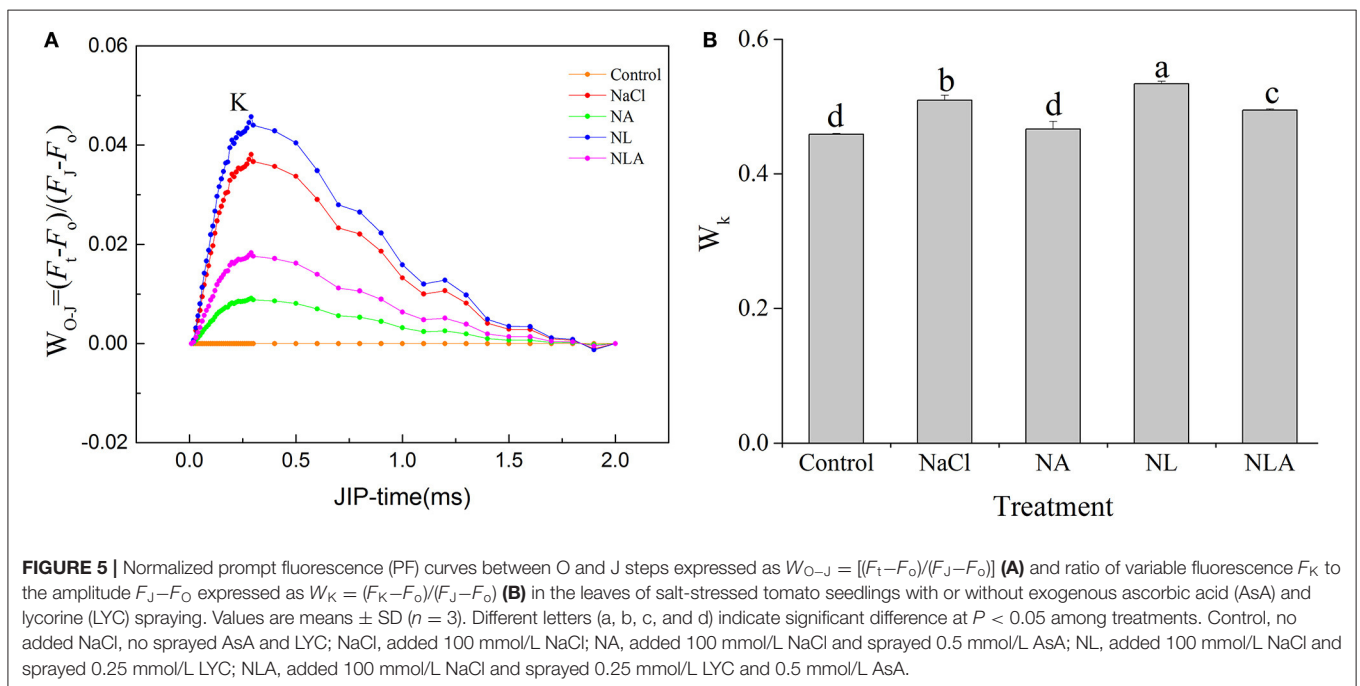 A
0.06
0.04
0.02
0.00
-0.02
W_{O-J}=(F_t-F_o)/(F_J-F_o)
K
Control
NaCl
NA
NL
NLA
0.0 0.5 1.0 1.5 2.0
JIP-time(ms)
B
0.6
0.4
0.2
0.0
W_k
d b d a c
Control NaCl NA NL NLA
Treatment
FIGURE 5 | Normalized prompt fluorescence (PF) curves between O and J steps expressed as W_{O–J} = [(F_t–F_o)/(F_J–F_o)] (A) and ratio of variable fluorescence F_K to
the amplitude F_J–F_O expressed as W_K = (F_K–F_o)/(F_J–F_o) (B) in the leaves of salt-stressed tomato seedlings with or without exogenous ascorbic acid (AsA) and
lycorine (LYC) spraying. Values are means ± SD (n = 3). Different letters (a, b, c, and d) indicate significant difference at P < 0.05 among treatments. Control, no
added NaCl, no sprayed AsA and LYC; NaCl, added 100 mmol/L NaCl; NA, added 100 mmol/L NaCl and sprayed 0.5 mmol/L AsA; NL, added 100 mmol/L NaCl and
sprayed 0.25 mmol/L LYC; NLA, added 100 mmol/L NaCl and sprayed 0.25 mmol/L LYC and 0.5 mmol/L AsA.